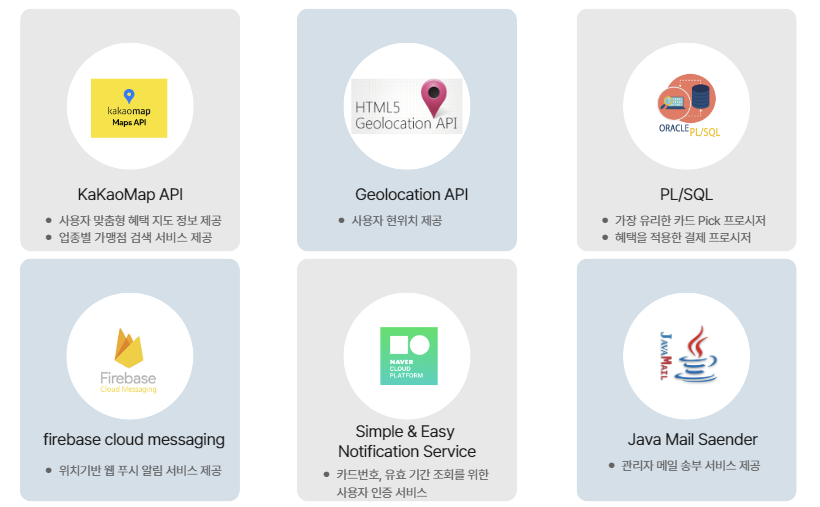 kakaomap
Maps API
KaKaoMap API
● 사용자 맞춤형 혜택 지도 정보 제공
● 업종별 가맹점 검색 서비스 제공
HTML5
Geolocation API
Geolocation API
● 사용자 현위치 제공
ORACLE PL/SQL
PL/SQL
● 가장 유리한 카드 Pick 프로시저
● 혜택을 적용한 결제 프로시저
Firebase
Cloud Messaging
firebase cloud messaging
● 위치기반 웹 푸시 알림 서비스 제공
NAVER
CLOUD
PLATFORM
Simple & Easy
Notification Service
● 카드번호, 유효 기간 조회를 위한
사용자 인증 서비스
JAVAMAIL
Java Mail Saender
● 관리자 메일 송부 서비스 제공